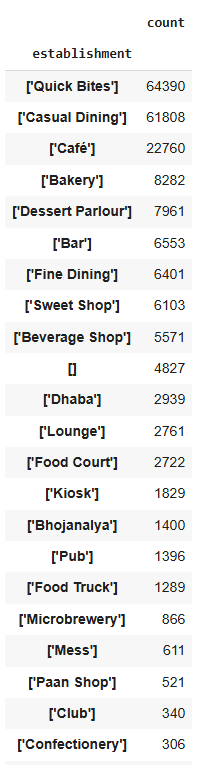 count
establishment
['Quick Bites'] 64390
['Casual Dining'] 61808
['Café'] 22760
['Bakery'] 8282
['Dessert Parlour'] 7961
['Bar'] 6553
['Fine Dining'] 6401
['Sweet Shop'] 6103
['Beverage Shop'] 5571
[] 4827
['Dhaba'] 2939
['Lounge'] 2761
['Food Court'] 2722
['Kiosk'] 1829
['Bhojanalya'] 1400
['Pub'] 1396
['Food Truck'] 1289
['Microbrewery'] 866
['Mess'] 611
['Paan Shop'] 521
['Club'] 340
['Confectionery'] 306